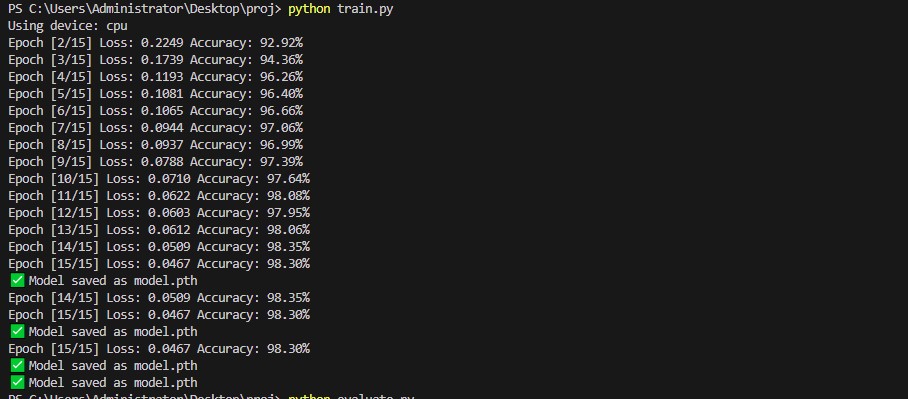 PS C:\Users\Administrator\Desktop\proj> python train.py
Using device: cpu
Epoch [2/15] Loss: 0.2249 Accuracy: 92.92%
Epoch [3/15] Loss: 0.1739 Accuracy: 94.36%
Epoch [4/15] Loss: 0.1193 Accuracy: 96.26%
Epoch [5/15] Loss: 0.1081 Accuracy: 96.40%
Epoch [6/15] Loss: 0.1065 Accuracy: 96.66%
Epoch [7/15] Loss: 0.0944 Accuracy: 97.06%
Epoch [8/15] Loss: 0.0937 Accuracy: 96.99%
Epoch [9/15] Loss: 0.0788 Accuracy: 97.39%
Epoch [10/15] Loss: 0.0710 Accuracy: 97.64%
Epoch [11/15] Loss: 0.0622 Accuracy: 98.08%
Epoch [12/15] Loss: 0.0603 Accuracy: 97.95%
Epoch [13/15] Loss: 0.0612 Accuracy: 98.06%
Epoch [14/15] Loss: 0.0509 Accuracy: 98.35%
Epoch [15/15] Loss: 0.0467 Accuracy: 98.30%
✅ Model saved as model.pth
Epoch [14/15] Loss: 0.0509 Accuracy: 98.35%
Epoch [15/15] Loss: 0.0467 Accuracy: 98.30%
✅ Model saved as model.pth
Epoch [15/15] Loss: 0.0467 Accuracy: 98.30%
✅ Model saved as model.pth
✅ Model saved as model.pth
PS C:\Users\Administrator\Desktop\proj> python evaluate.py